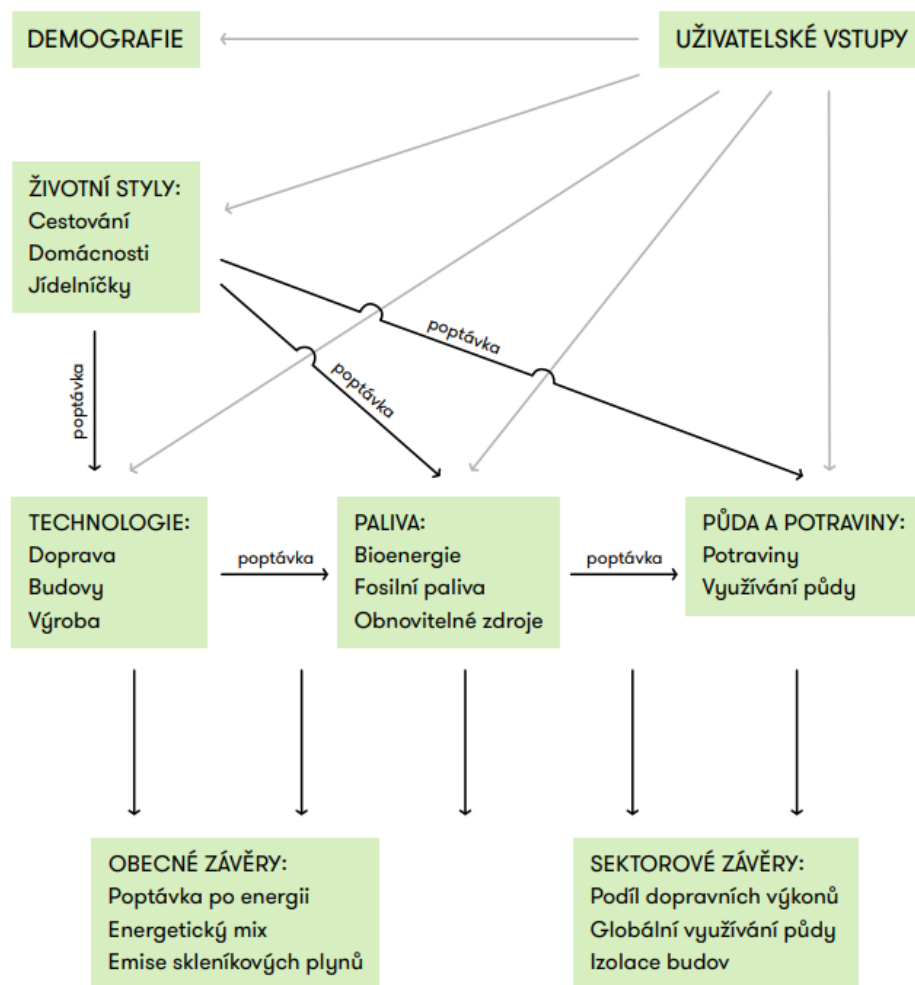 DEMOGRAFIE
UŽIVATELSKÉ VSTUPY
ŽIVOTNÍ STYLY:
Cestování
Domácnosti
Jídelníčky
poptávka
poptávka
poptávka
TECHNOLOGIE:
Doprava
Budovy
Výroba
poptávka
PALIVA:
Bioenergie
Fosilní paliva
Obnovitelné zdroje
poptávka
PŮDA A POTRAVINY:
Potraviny
Využívání půdy
OBECNÉ ZÁVĚRY:
Poptávka po energii
Energetický mix
Emise skleníkových plynů
SEKTOROVÉ ZÁVĚRY:
Podíl dopravních výkonů
Globální využívání půdy
Izolace budov